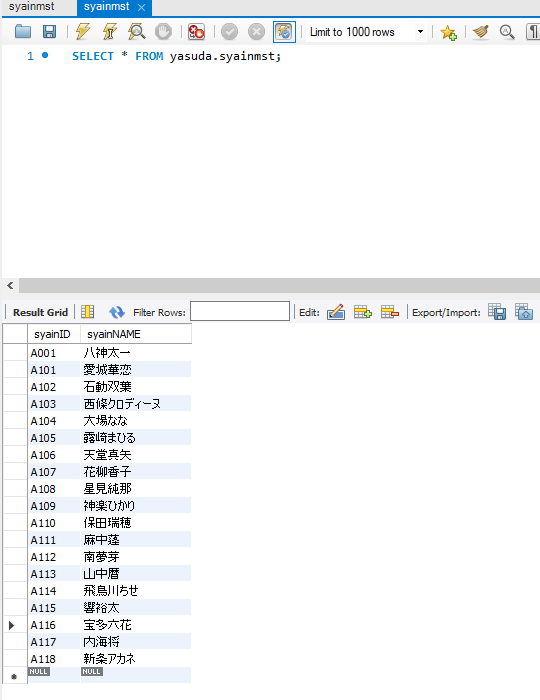 syainmst
syainmst
Limit to 1000 rows
1 SELECT * FROM yasuda.syainmst;
Result Grid Filter Rows: Edit: Export/Import:
syainID syainNAME
A001 八神太一
A101 愛城華恋
A102 石動双葉
A103 西條クロディーヌ
A104 大場なな
A105 露崎まひる
A106 天堂真矢
A107 花柳香子
A108 星見純那
A109 神楽ひかり
A110 保田瑞穂
A111 麻中蓬
A112 南夢芽
A113 山中暦
A114 飛鳥川ちせ
A115 響裕太
A116 宝多六花
A117 内海将
A118 新条アカネ
NULL NULL